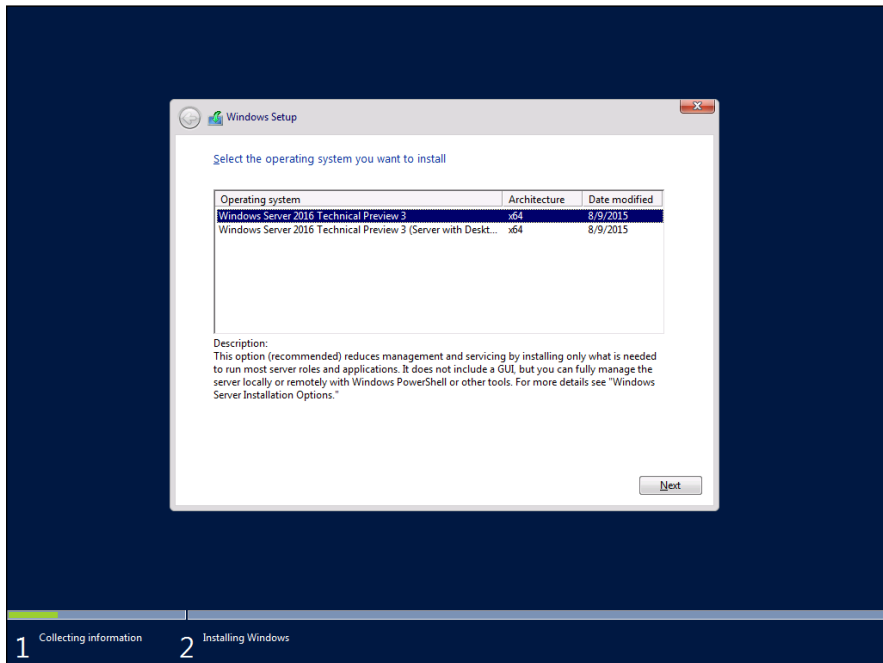 Windows Setup
Select the operating system you want to install
Operating system Architecture Date modified
Windows Server 2016 Technical Preview 3 x64 8/9/2015
Windows Server 2016 Technical Preview 3 (Server with Deskt... x64 8/9/2015
Description:
This option (recommended) reduces management and servicing by installing only what is needed
to run most server roles and applications. It does not include a GUI, but you can fully manage the
server locally or remotely with Windows PowerShell or other tools. For more details see "Windows
Server Installation Options."
Next
1 Collecting information 2 Installing Windows